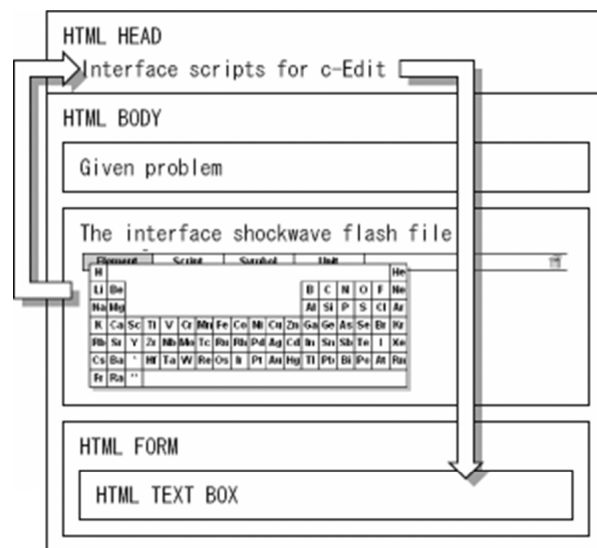 HTML HEAD
Interface scripts for c-Edit
HTML BODY
Given problem
The interface shockwave flash file
Element Script Symbol Unit
H He
Li Be B C N O F Ne
Na Mg Al Si P S Cl Ar
K Ca Sc Ti V Cr Mn Fe Co Ni Cu Zn Ga Ge As Se Br Kr
Rb Sr Y Zr Nb Mo Tc Ru Rh Pd Ag Cd In Sn Sb Te I Xe
Cs Ba * Hf Ta W Re Os Ir Pt Au Hg Tl Pb Bi Po At Rn
Fr Ra **
HTML FORM
HTML TEXT BOX